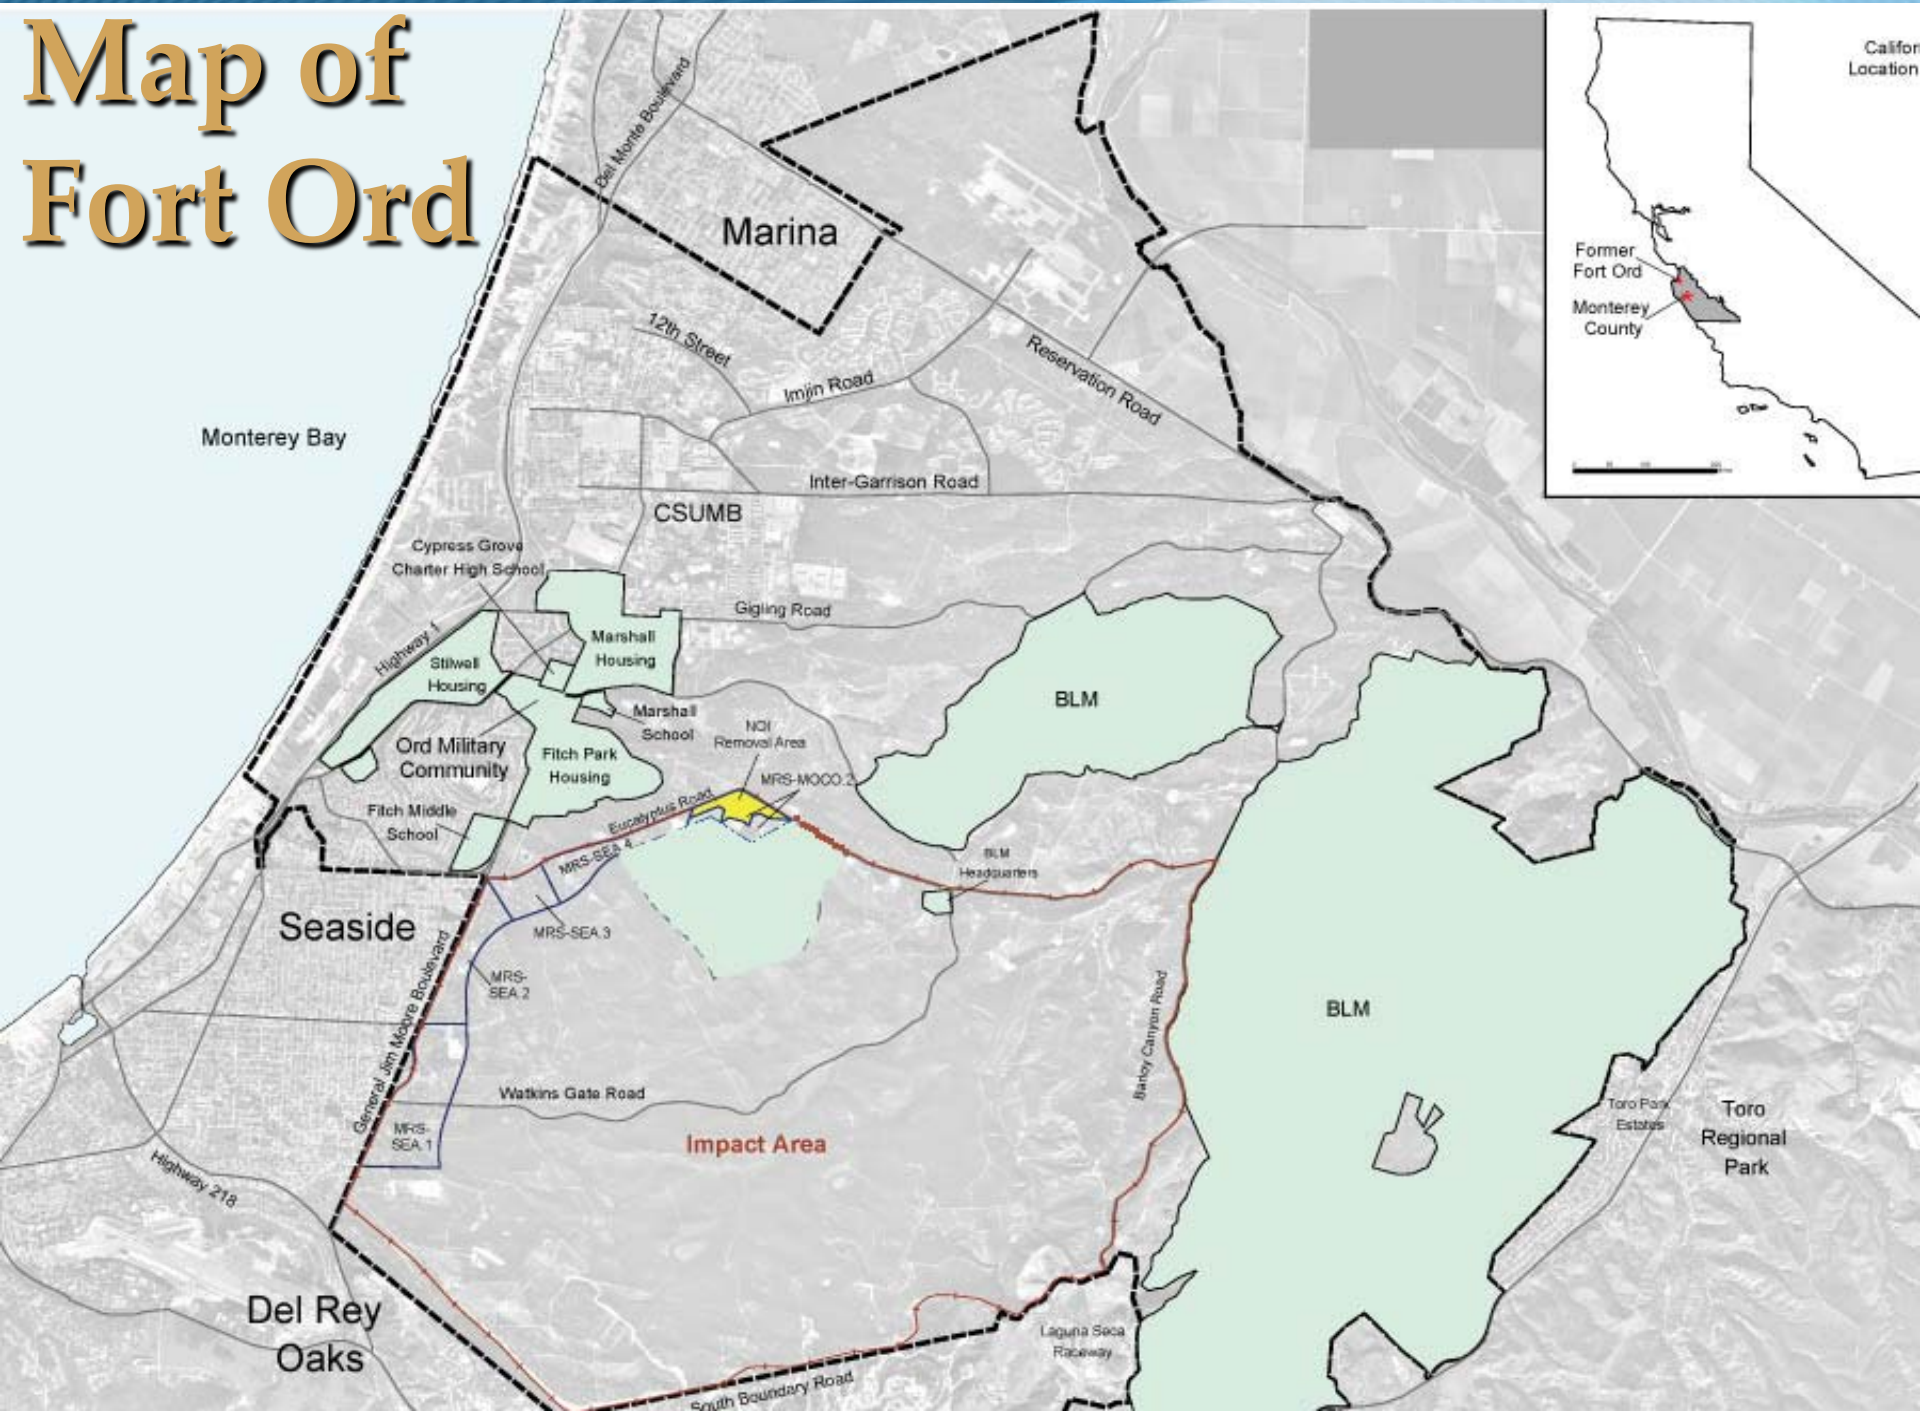 Map of
Fort Ord
Califor
Location
Former
Fort Ord
Monterey
County
Del Monte Boulevard
Marina
12th Street
Imjin Road
Reservation Road
Monterey Bay
Inter-Garrison Road
CSUMB
Cypress Grove
Charter High School
Gigling Road
Highway 1
Marshall
Housing
Stilwell
Housing
BLM
Marshall
School
NOI
Removal Area
Ord Military
Community
Fitch Park
Housing
MRS-MOCO.2
Fitch Middle
School
Eucalyptus Road
MRS-SEA.4
BLM
Headquarters
Seaside
MRS-SEA.3
MRS-
SEA.2
General Jim Moore Boulevard
Barloy Canyon Road
BLM
Watkins Gate Road
MRS-
SEA.1
Impact Area
Toro Park
Estates
Toro
Regional
Park
Highway 218
Del Rey
Oaks
Laguna Seca
Raceway
South Boundary Road